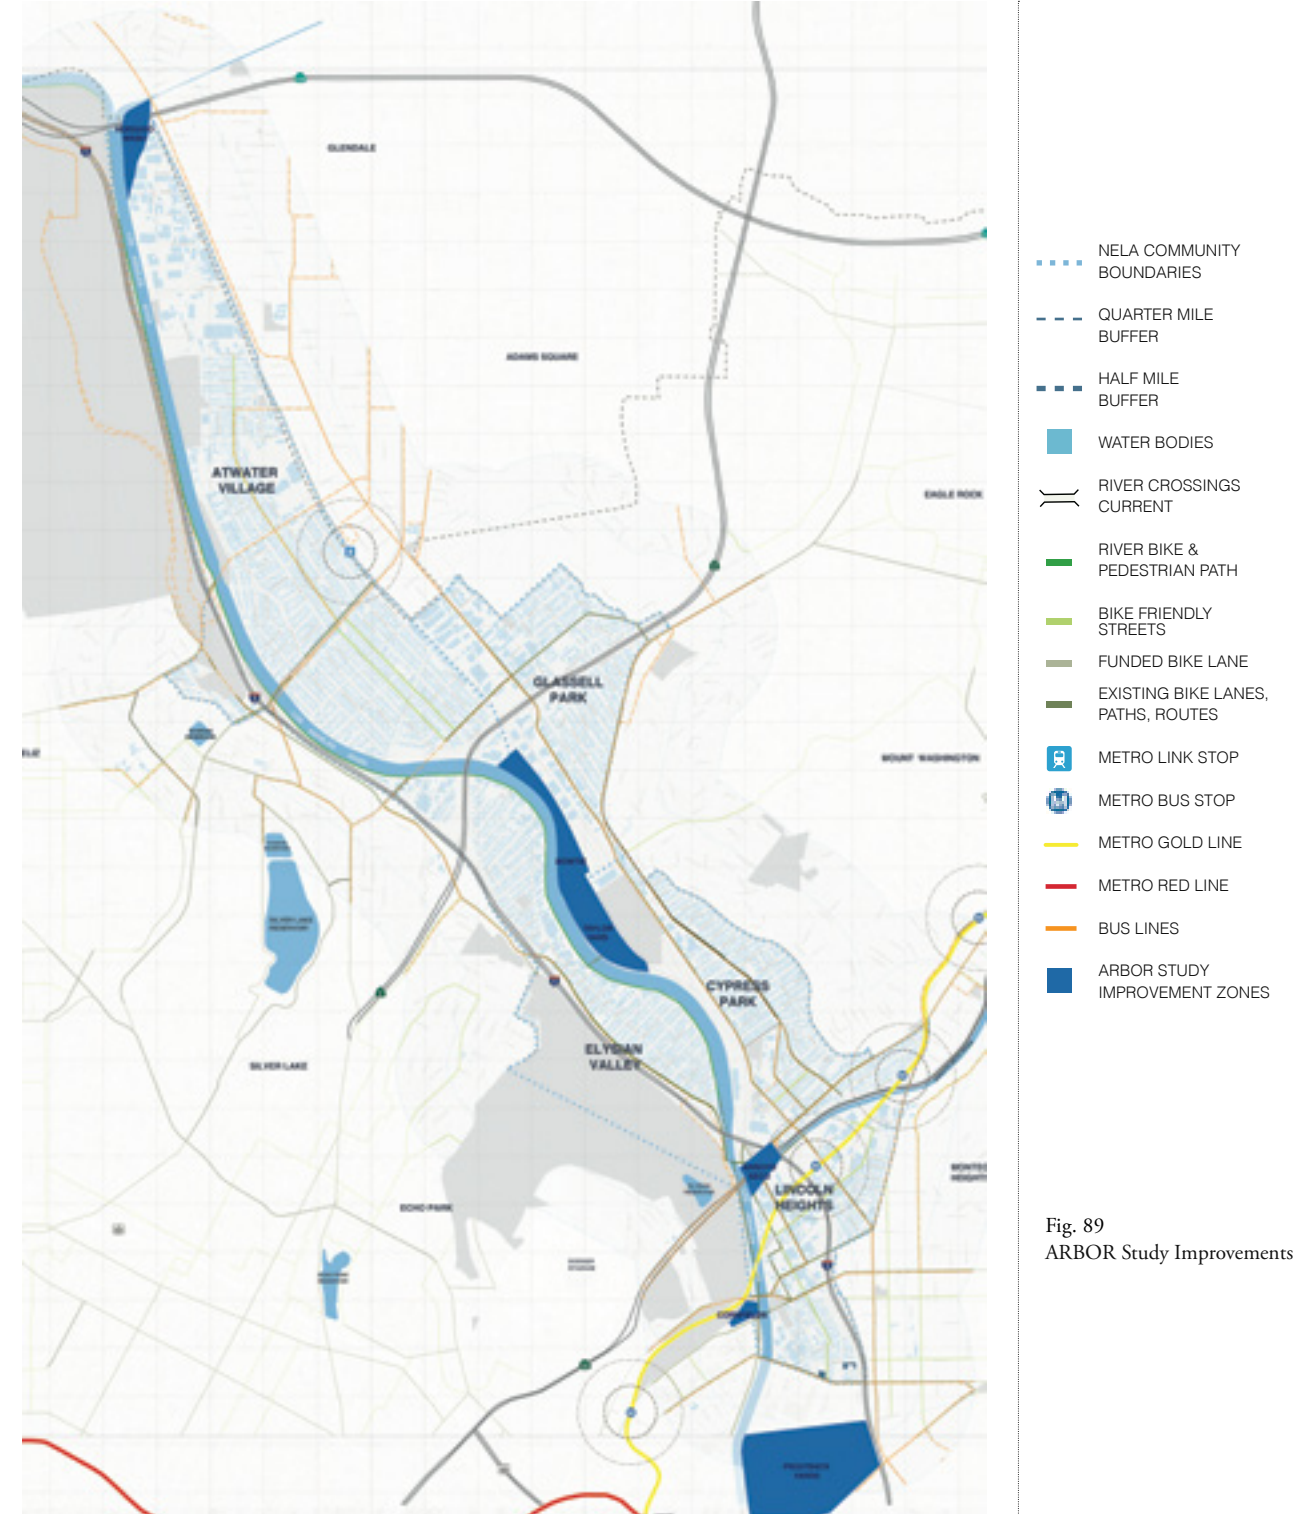 GLENDALE
ADAMS SQUARE
EAGLE ROCK
ATWATER
VILLAGE
GLASSELL
PARK
MOUNT WASHINGTON
SILVER LAKE
RESERVOIR
CYPRESS
PARK
ELYSIAN
VALLEY
SILVER LAKE
LINCOLN
HEIGHTS
ECHO PARK
NELA COMMUNITY
BOUNDARIES
QUARTER MILE
BUFFER
HALF MILE
BUFFER
WATER BODIES
RIVER CROSSINGS
CURRENT
RIVER BIKE &
PEDESTRIAN PATH
BIKE FRIENDLY
STREETS
FUNDED BIKE LANE
EXISTING BIKE LANES,
PATHS, ROUTES
METRO LINK STOP
METRO BUS STOP
METRO GOLD LINE
METRO RED LINE
BUS LINES
ARBOR STUDY
IMPROVEMENT ZONES
Fig. 89
ARBOR Study Improvements